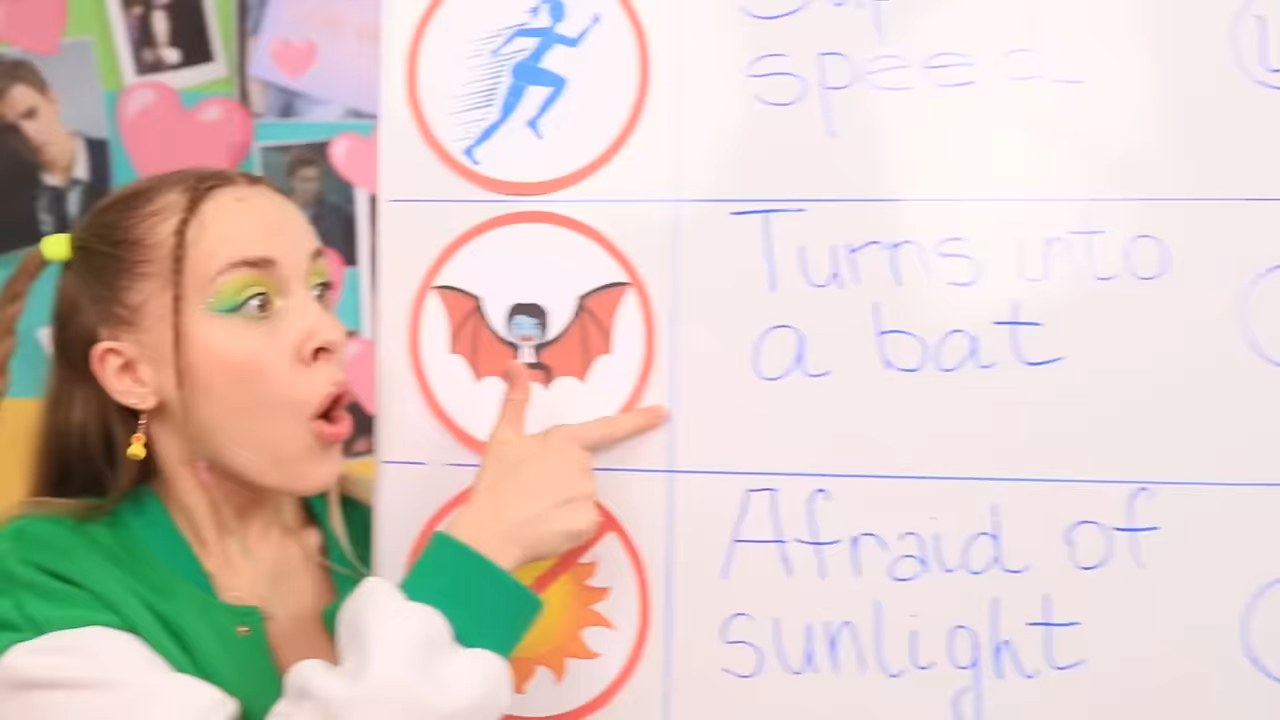 speed
Turns into
a bat
Afraid of
sunlight